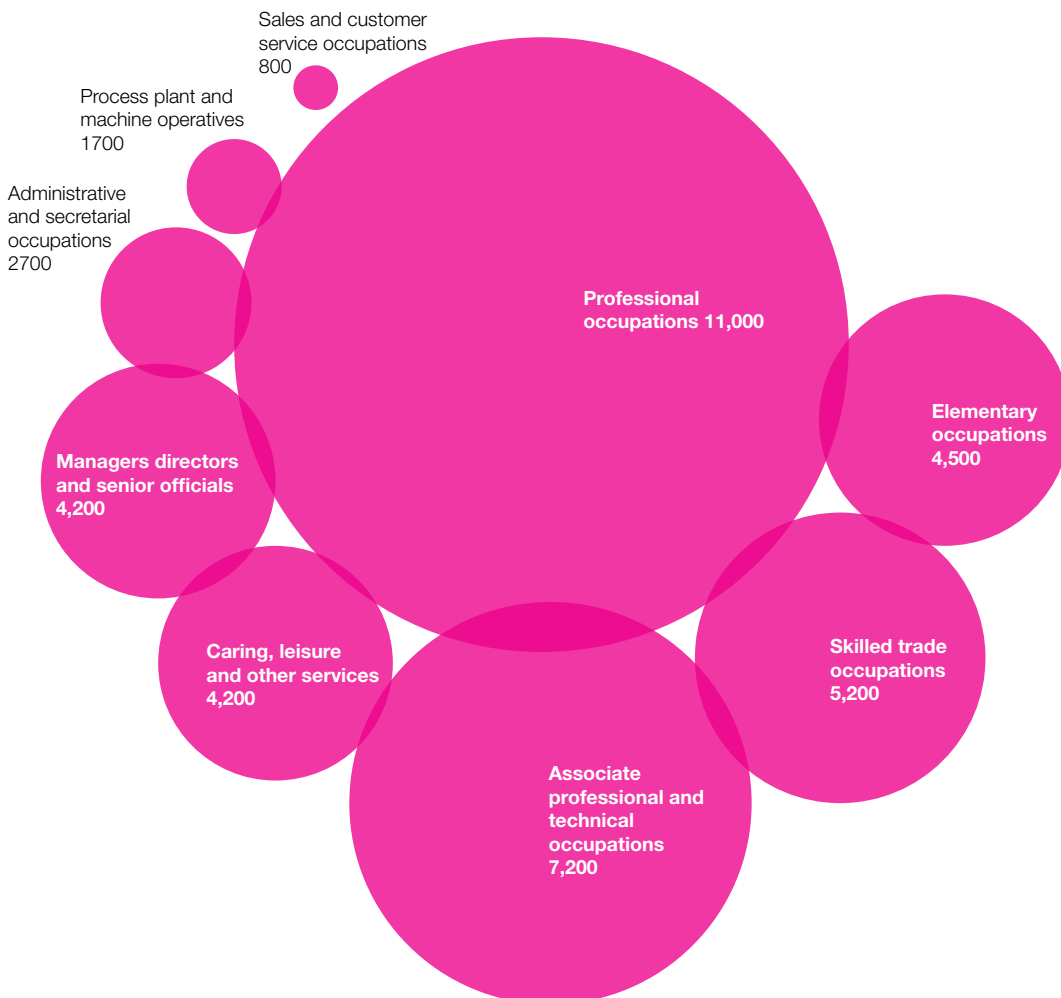 Sales and customer
service occupations
800
Process plant and
machine operatives
1700
Administrative
and secretarial
occupations
2700
Professional
occupations 11,000
Elementary
occupations
4,500
Managers directors
and senior officials
4,200
Caring, leisure
and other services
4,200
Skilled trade
occupations
5,200
Associate
professional and
technical
occupations
7,200